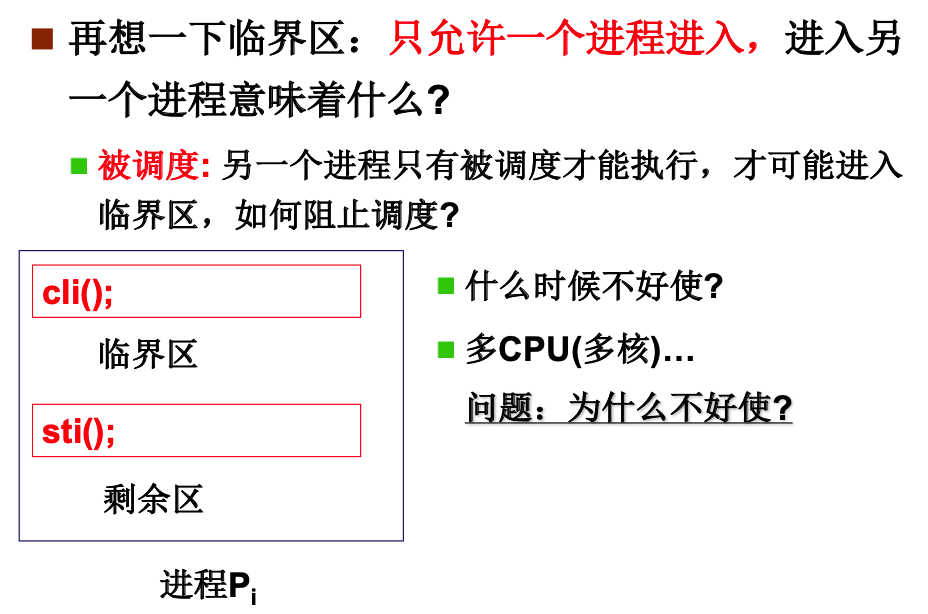 再想一下临界区：只允许一个进程进入，进入另
一个进程意味着什么?
被调度: 另一个进程只有被调度才能执行，才可能进入
临界区，如何阻止调度?
cli();
临界区
sti();
剩余区
进程Pi
什么时候不好使?
多CPU(多核)…
问题：为什么不好使?